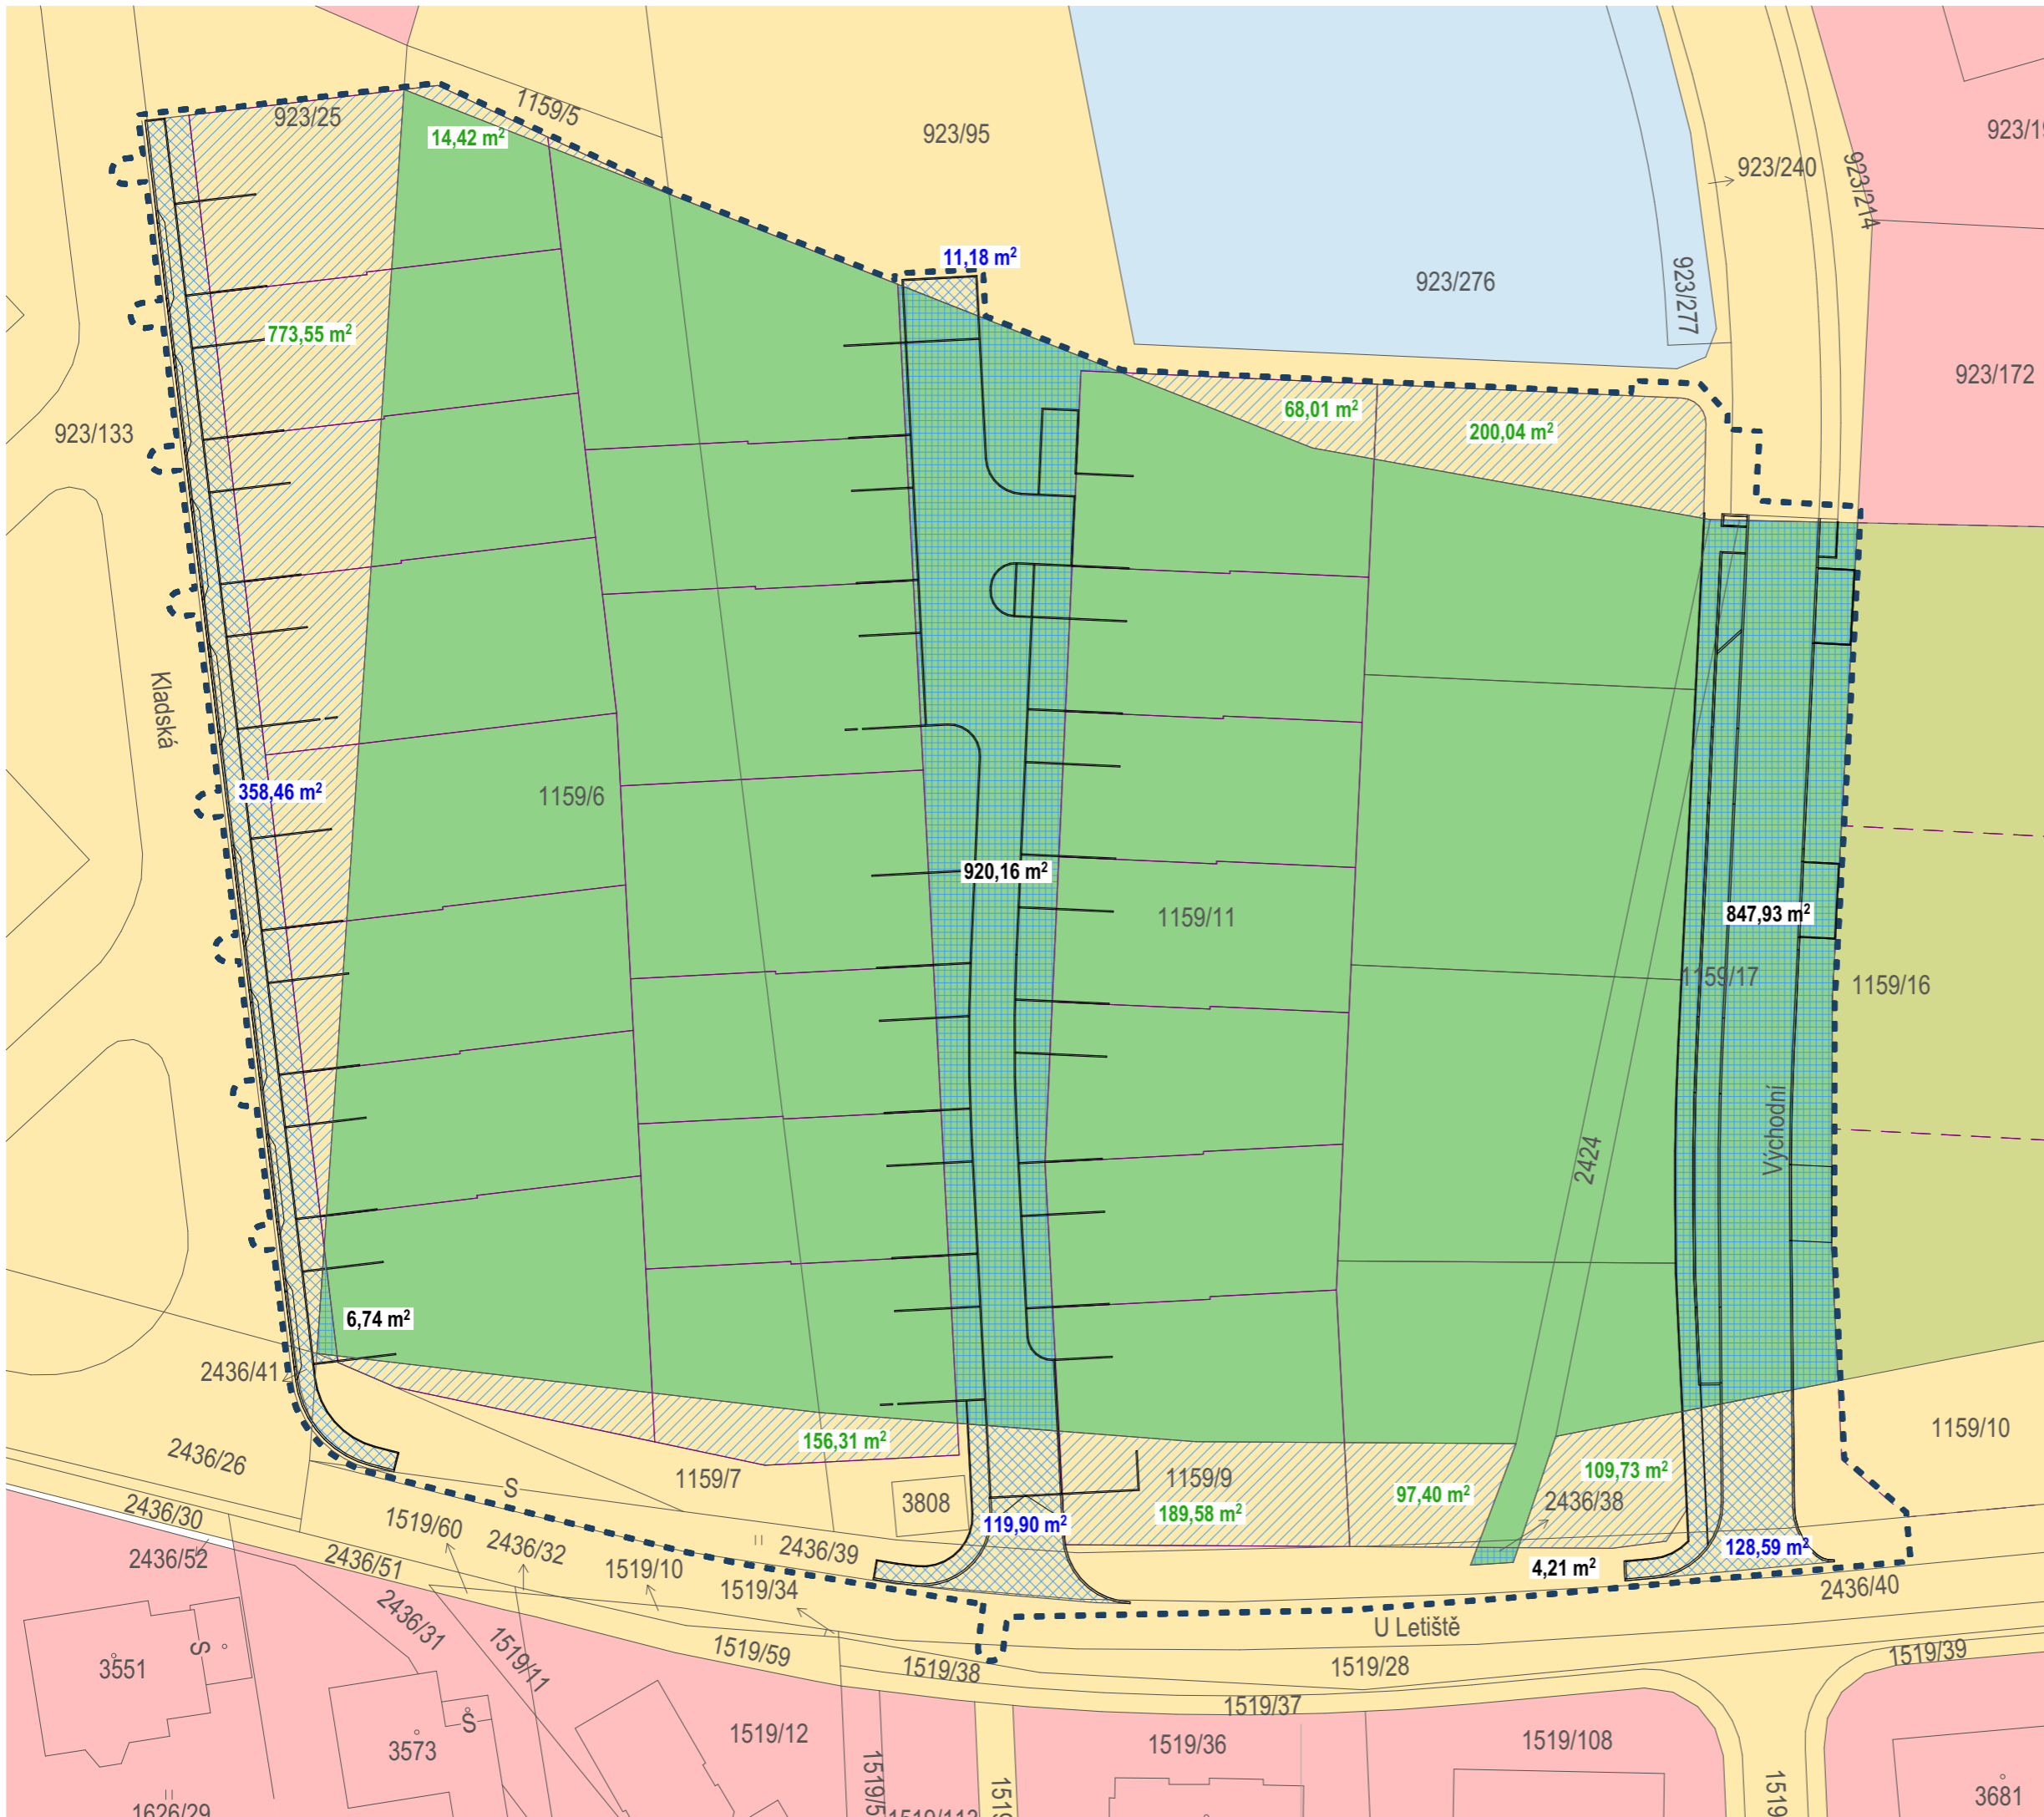 923/25
1159/5
14,42 m²
923/95
923/240
923/214
923/276
923/277
11,18 m²
773,55 m²
923/172
923/133
68,01 m²
200,04 m²
Kladská
358,46 m²
1159/6
920,16 m²
1159/11
847,93 m²
1159/17
1159/16
Východní
2424
6,74 m²
2436/41
156,31 m²
1159/7
S
3808
1159/9
189,58 m²
97,40 m²
109,73 m²
2436/38
1159/10
119,90 m²
128,59 m²
4,21 m²
2436/26
2436/30
2436/52
2436/51
1519/60
2436/32
1519/10
2436/39
1519/34
2436/40
U Letiště
2436/31
1519/11
1519/59
1519/38
1519/28
1519/39
1519/37
3551
S
3573
Š
1519/12
1519/36
1519/108
3681
1626/29